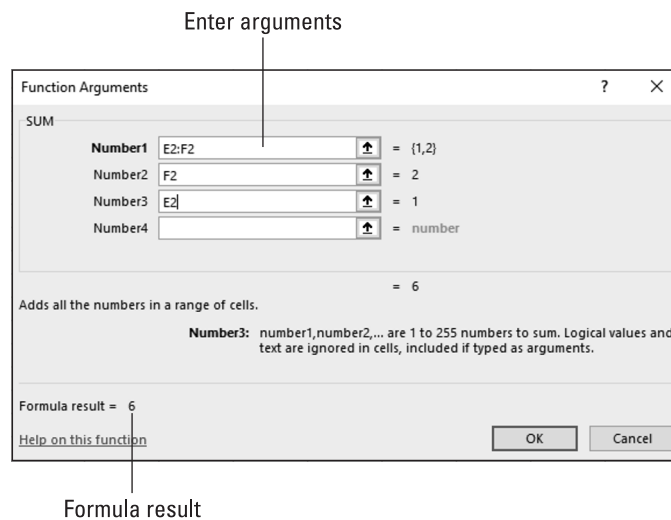 Enter arguments
Function Arguments ? ×
SUM
Number1 E2:F2 = {1,2}
Number2 F2 = 2
Number3 E2 = 1
Number4 = number
= 6
Adds all the numbers in a range of cells.
Number3: number1,number2,... are 1 to 255 numbers to sum. Logical values and
text are ignored in cells, included if typed as arguments.
Formula result = 6
Help on this function OK Cancel
Formula result